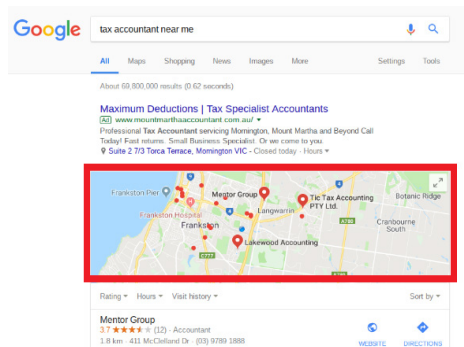 Google
tax accountant near me
All Maps Shopping News Images More Settings Tools
About 69,800,000 results (0.62 seconds)
Maximum Deductions | Tax Specialist Accountants
Ad www.mountmarthaaccountant.com.au/
Professional Tax Accountant servicing Mornington, Mount Martha and Beyond Call
Today! Fast returns. Small Business Specialist. Or we come to you.
Suite 2 7/3 Torca Terrace, Mornington VIC - Closed today - Hours
Frankston Pier
Mentor Group
Tic Tax Accounting
PTY Ltd.
Botanic Ridge
Frankston Hospital
Langwarrin
Frankston
A780
Cranbourne
South
Lakewood Accounting
Rating Hours Visit history Sort by
Mentor Group
3.7 (12) - Accountant
1.8 km - 411 McClelland Dr - (03) 9789 1888
WEBSITE DIRECTIONS